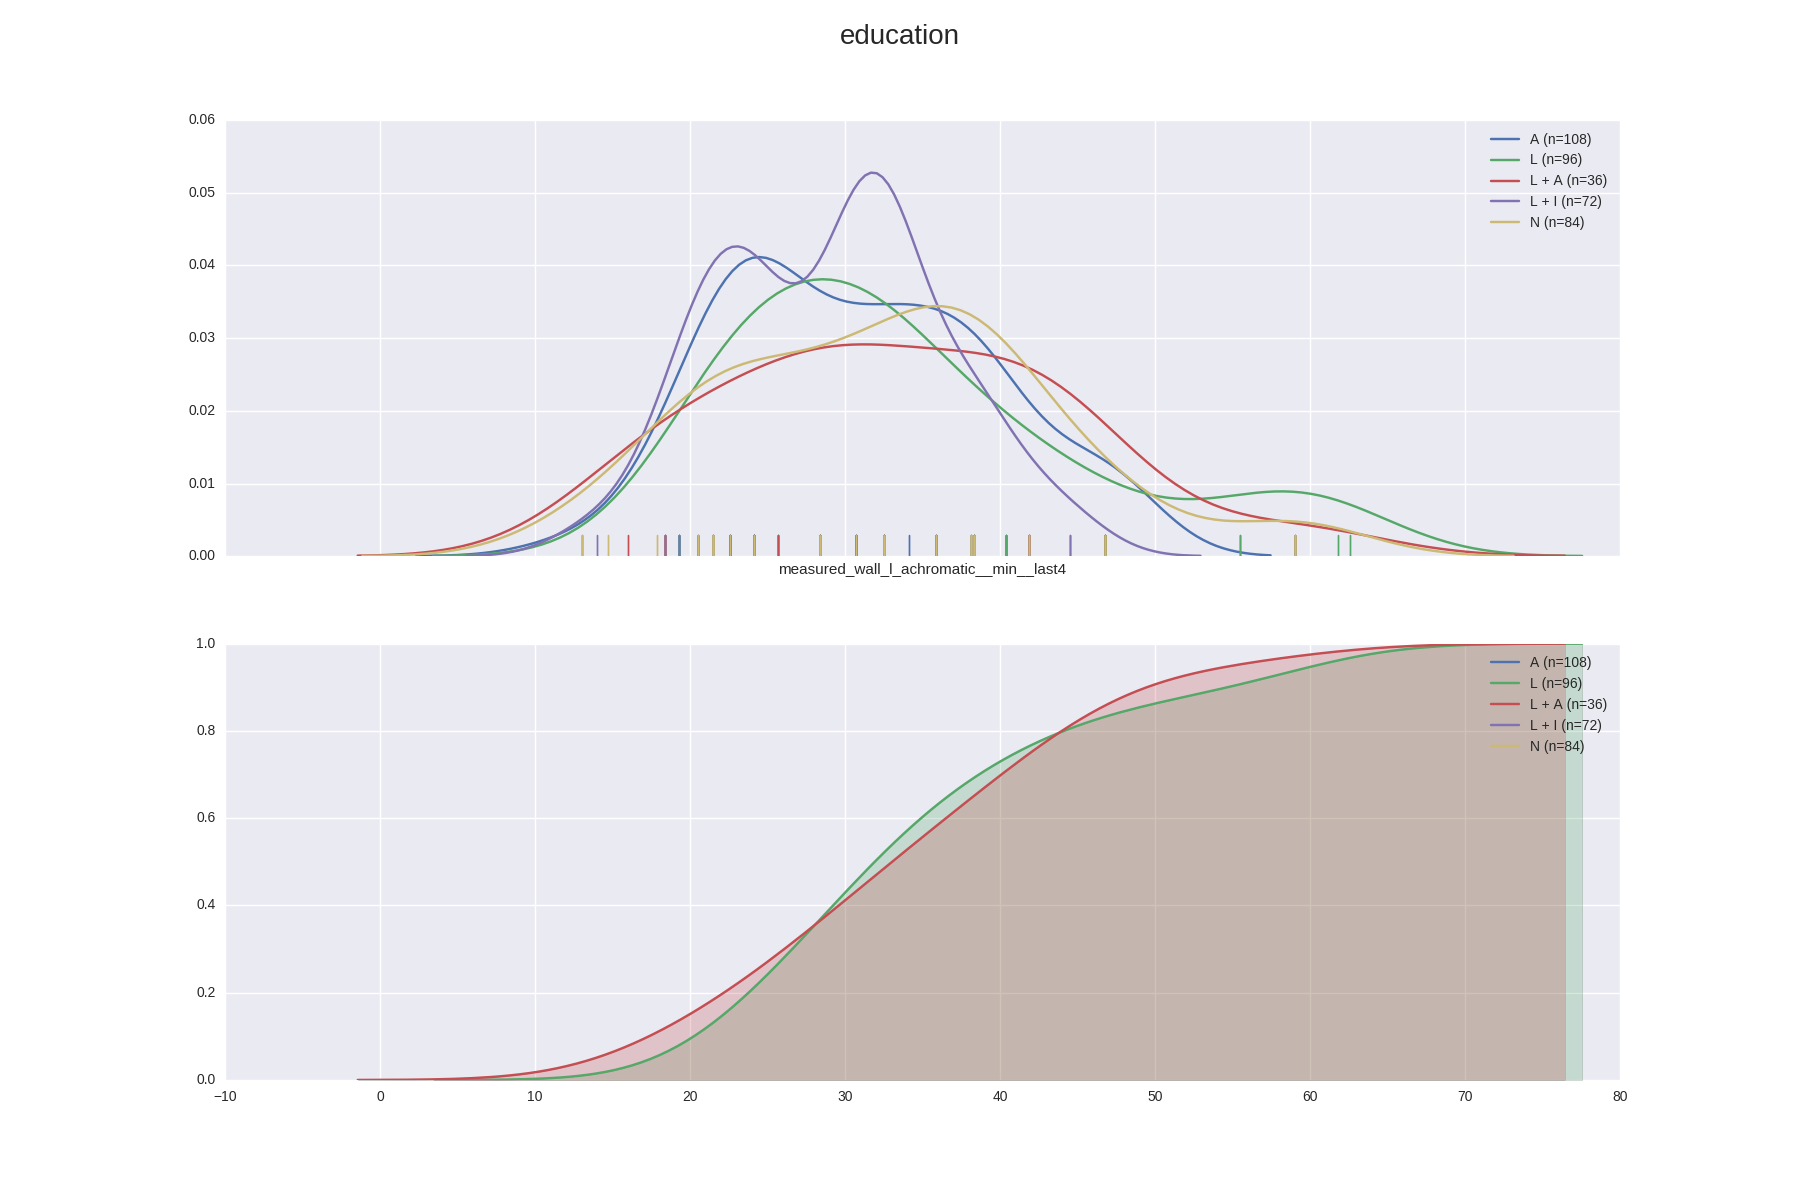 education
0.06
0.05
0.04
0.03
0.02
0.01
0.00
A (n=108)
L (n=96)
L + A (n=36)
L + I (n=72)
N (n=84)
measured_wall_l_achromatic__min__last4
1.0
0.8
0.6
0.4
0.2
0.0
A (n=108)
L (n=96)
L + A (n=36)
L + I (n=72)
N (n=84)
−10 0 10 20 30 40 50 60 70 80